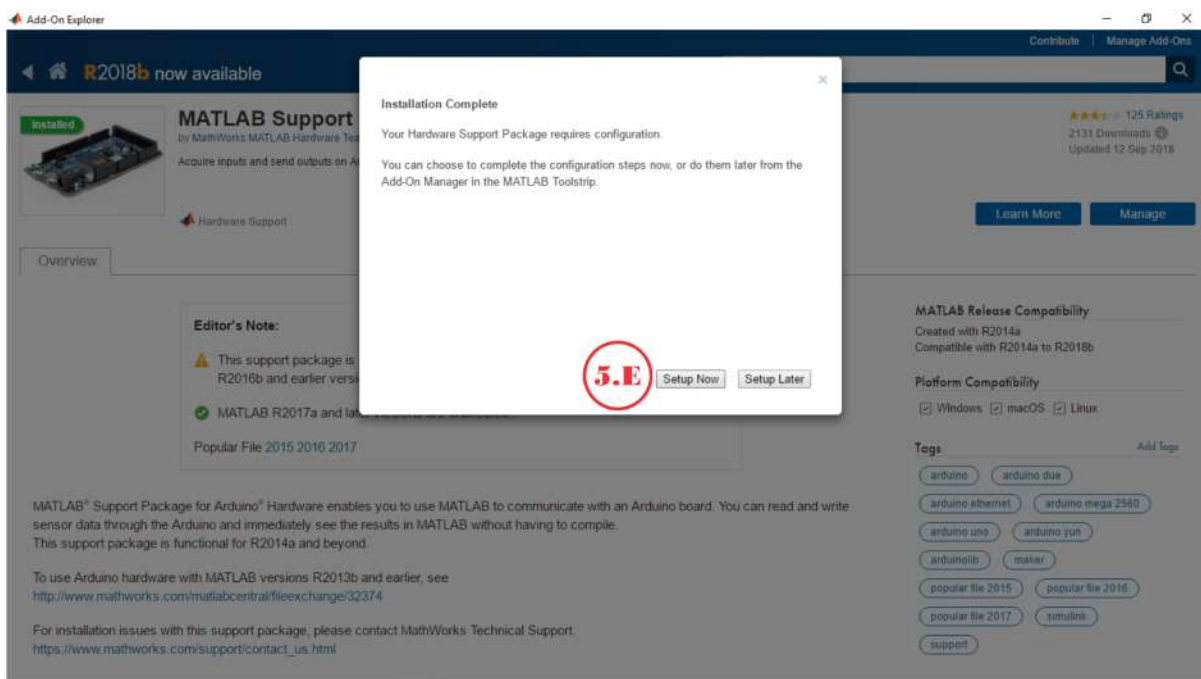 Add-On Explorer
Contribute | Manage Add-Ons
R2018b now available
Installed
MATLAB Support
by MathWorks MATLAB Hardware Tea
Acquire inputs and send outputs on A
Hardware Support
125 Ratings
2131 Downloads
Updated 12 Sep 2018
Learn More
Manage
Overview
Installation Complete
Your Hardware Support Package requires configuration.
You can choose to complete the configuration steps now, or do them later from the
Add-On Manager in the MATLAB Toolstrip.
5.E
Setup Now
Setup Later
Editor's Note:
This support package is
R2016b and earlier versi
MATLAB R2017a and late
Popular File 2015 2016 2017
MATLAB® Support Package for Arduino® Hardware enables you to use MATLAB to communicate with an Arduino board. You can read and write
sensor data through the Arduino and immediately see the results in MATLAB without having to compile.
This support package is functional for R2014a and beyond.
To use Arduino hardware with MATLAB versions R2013b and earlier, see
http://www.mathworks.com/matlabcentral/fileexchange/32374
For installation issues with this support package, please contact MathWorks Technical Support.
https://www.mathworks.com/support/contact_us.html
MATLAB Release Compatibility
Created with R2014a
Compatible with R2014a to R2018b
Platform Compatibility
Windows macOS Linux
Tags
Add Tags
arduino
arduino due
arduino ethernet
arduino mega 2560
arduino uno
arduino yun
arduinolib
maker
popular file 2015
popular file 2016
popular file 2017
simulink
support